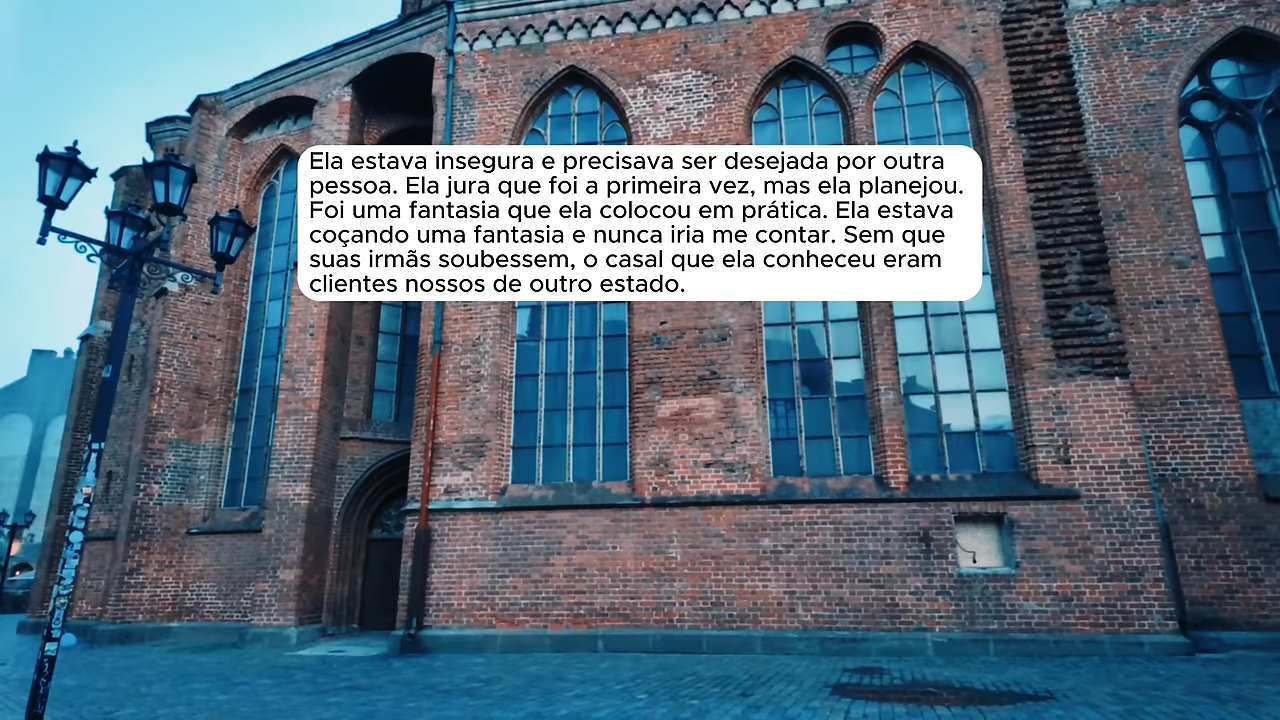 Ela estava insegura e precisava ser desejada por outra
pessoa. Ela jura que foi a primeira vez, mas ela planejou.
Foi uma fantasia que ela colocou em prática. Ela estava
coçando uma fantasia e nunca iria me contar. Sem que
suas irmãs soubessem, o casal que ela conheceu eram
clientes nossos de outro estado.